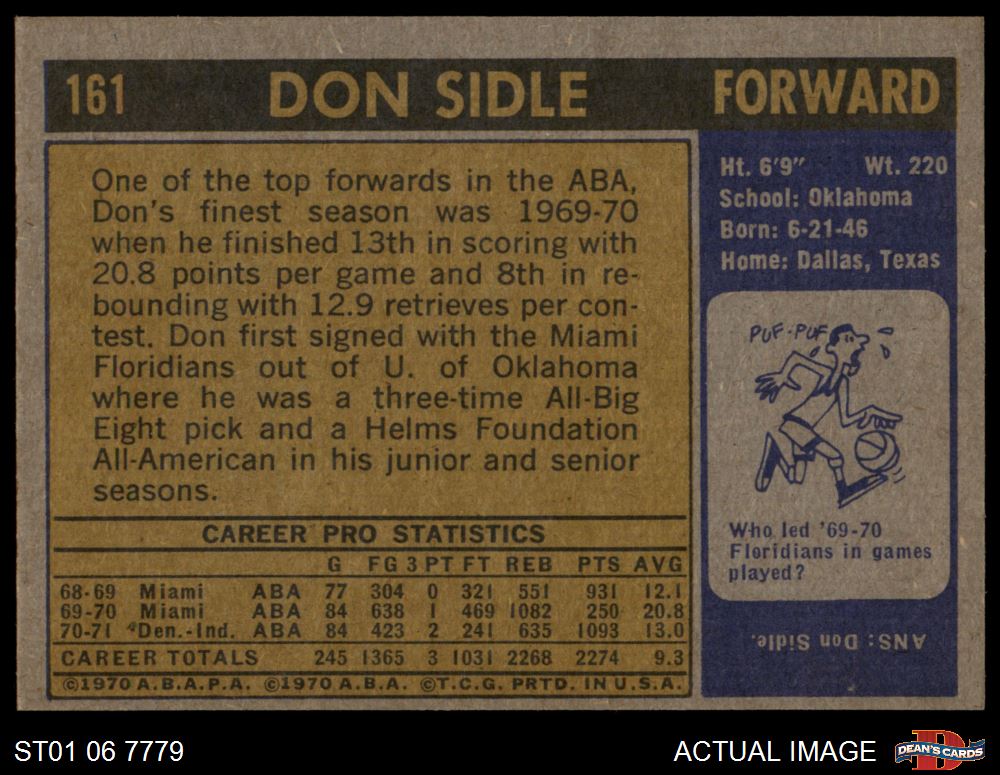 161 DON SIDLE FORWARD
One of the top forwards in the ABA,
Don's finest season was 1969-70
when he finished 13th in scoring with
20.8 points per game and 8th in re-
bounding with 12.9 retrieves per con-
test. Don first signed with the Miami
Floridians out of U. of Oklahoma
where he was a three-time All-Big
Eight pick and a Helms Foundation
All-American in his junior and senior
seasons.
CAREER PRO STATISTICS
G FG 3PT FT REB PTS AVG
68-69 Miami ABA 77 304 0 321 551 931 12.1
69-70 Miami ABA 84 638 1 469 1082 250 20.8
70-71 *Den.-Ind. ABA 84 423 2 241 635 1093 13.0
CAREER TOTALS 245 1365 3 1031 2268 2274 9.3
©1970 A.B.A.P.A. ©1970 A.B.A. ©T.C.G. PRTD. IN U.S.A.
Ht. 6'9" Wt. 220
School: Oklahoma
Born: 6-21-46
Home: Dallas, Texas
PUF-PUF
Who led '69-70
Floridians in games
played?
ANS: Don Sidle.
ST01 06 7779
ACTUAL IMAGE
D
DEAN'S CARDS